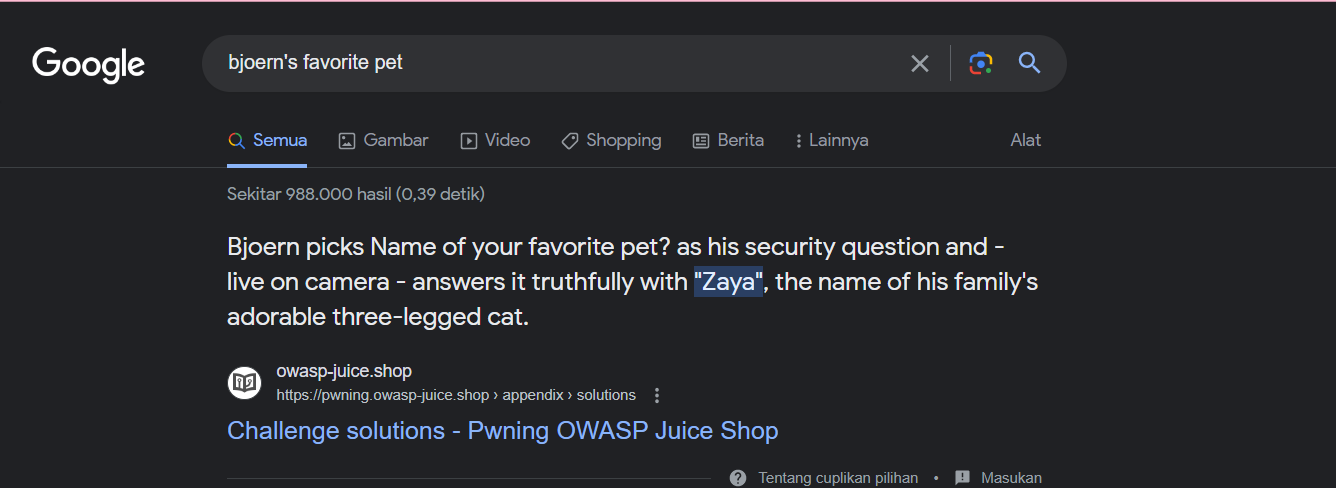 Google
bjoern's favorite pet
Semua Gambar Video Shopping Berita Lainnya Alat
Sekitar 988.000 hasil (0,39 detik)
Bjoern picks Name of your favorite pet? as his security question and -
live on camera - answers it truthfully with "Zaya", the name of his family's
adorable three-legged cat.
owasp-juice.shop
https://pwning.owasp-juice.shop › appendix › solutions
Challenge solutions - Pwning OWASP Juice Shop
Tentang cuplikan pilihan • Masukan